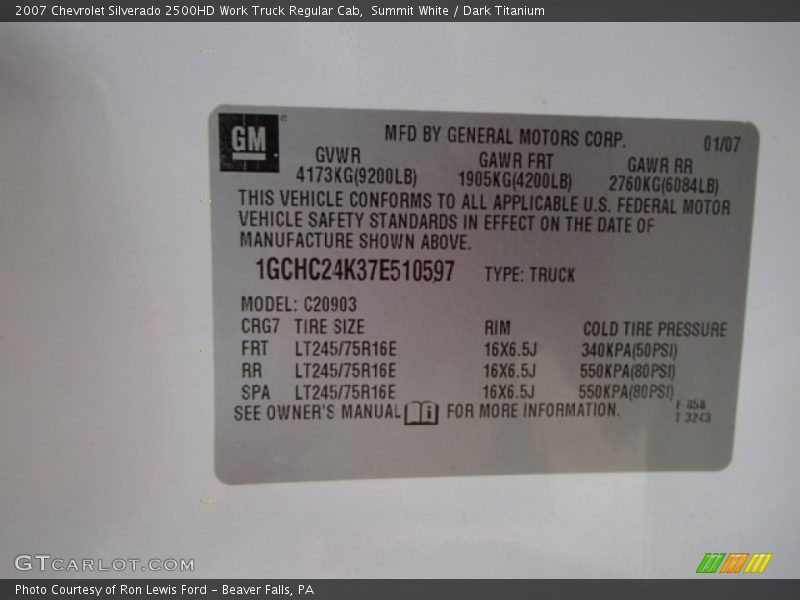 2007 Chevrolet Silverado 2500HD Work Truck Regular Cab, Summit White / Dark Titanium
GM
MFD BY GENERAL MOTORS CORP. 01/07
GVWR GAWR FRT GAWR RR
4173KG(9200LB) 1905KG(4200LB) 2760KG(6084LB)
THIS VEHICLE CONFORMS TO ALL APPLICABLE U.S. FEDERAL MOTOR
VEHICLE SAFETY STANDARDS IN EFFECT ON THE DATE OF
MANUFACTURE SHOWN ABOVE.
1GCHC24K37E510597 TYPE: TRUCK
MODEL: C20903
CRG7 TIRE SIZE RIM COLD TIRE PRESSURE
FRT LT245/75R16E 16X6.5J 340KPA(50PSI)
RR LT245/75R16E 16X6.5J 550KPA(80PSI)
SPA LT245/75R16E 16X6.5J 550KPA(80PSI)
SEE OWNER'S MANUAL i FOR MORE INFORMATION.
F 858
T 3243
GTCARLOT.COM
Photo Courtesy of Ron Lewis Ford – Beaver Falls, PA